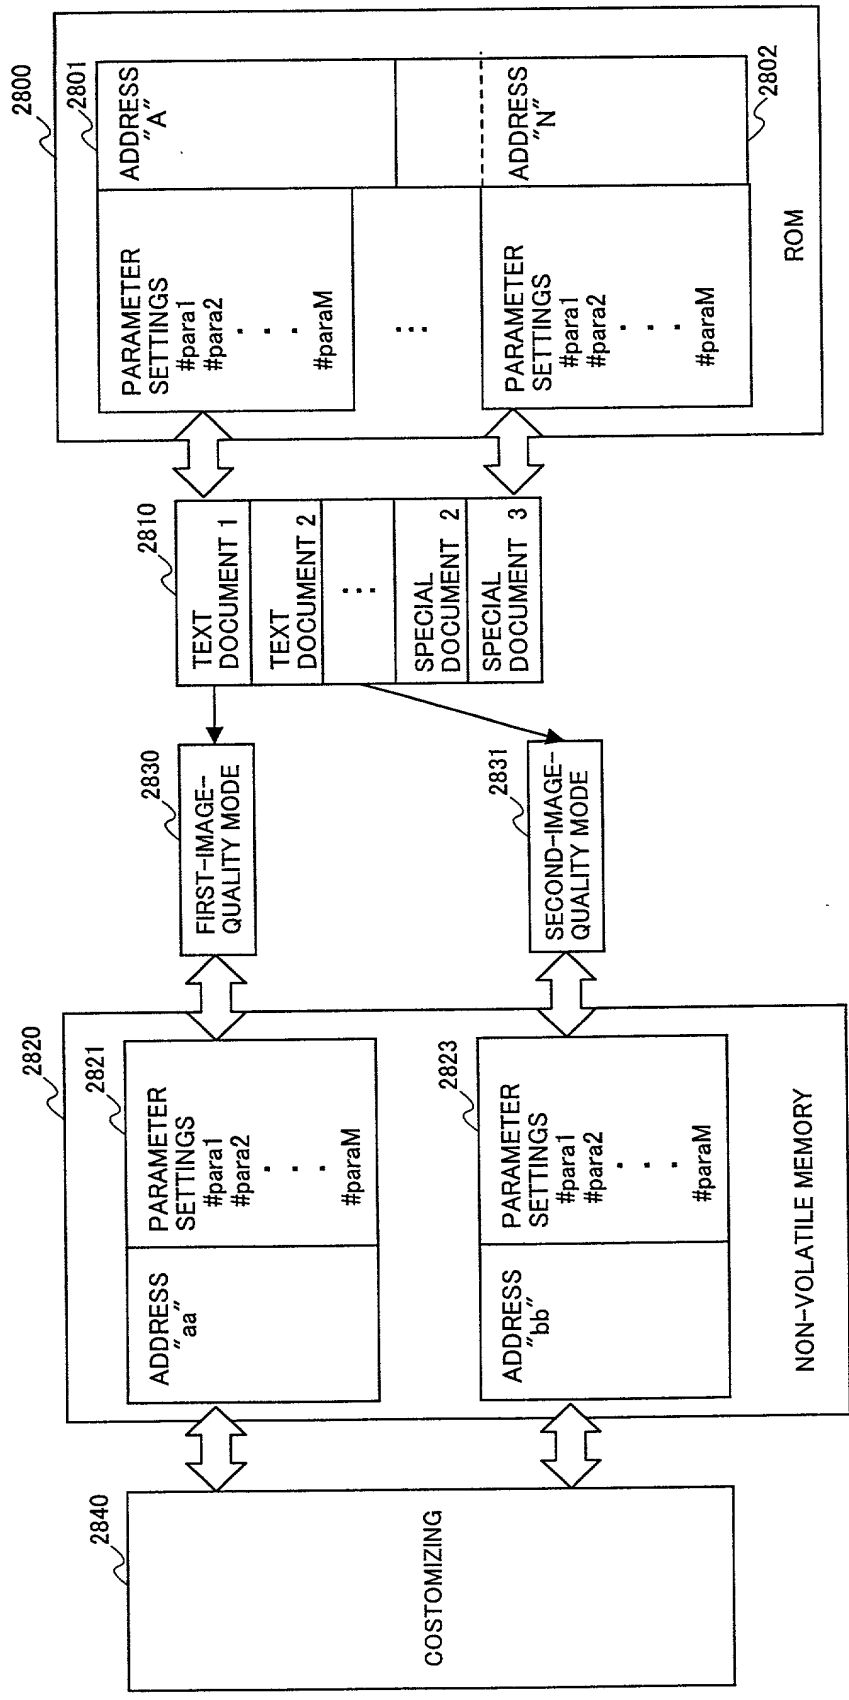 2840
COSTOMIZING
2820
2821
ADDRESS
"aa"
PARAMETER
SETTINGS
#para1
#para2
· · ·
#paraM
2823
ADDRESS
"bb"
PARAMETER
SETTINGS
#para1
#para2
· · ·
#paraM
NON-VOLATILE MEMORY
2830
FIRST-IMAGE-
QUALITY MODE
2831
SECOND-IMAGE-
QUALITY MODE
2810
TEXT
DOCUMENT 1
TEXT
DOCUMENT 2
...
SPECIAL
DOCUMENT 2
SPECIAL
DOCUMENT 3
2800
2801
PARAMETER
SETTINGS
#para1
#para2
· · · ·
#paraM
ADDRESS
"A"
...
PARAMETER
SETTINGS
#para1
#para2
· · · ·
#paraM
ADDRESS
"N"
2802
ROM